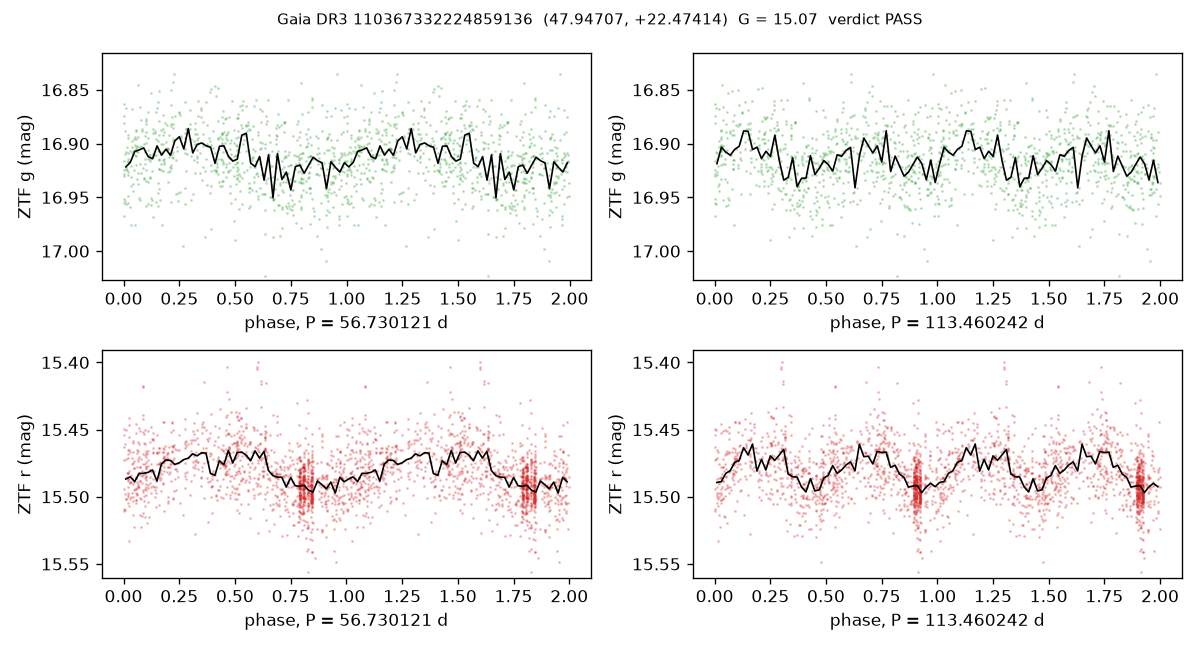 Gaia DR3 110367332224859136 (47.94707, +22.47414) G = 15.07 verdict PASS
ZTF g (mag)
16.85
16.90
16.95
17.00
0.00 0.25 0.50 0.75 1.00 1.25 1.50 1.75 2.00
phase, P = 56.730121 d
ZTF g (mag)
16.85
16.90
16.95
17.00
0.00 0.25 0.50 0.75 1.00 1.25 1.50 1.75 2.00
phase, P = 113.460242 d
ZTF r (mag)
15.40
15.45
15.50
15.55
0.00 0.25 0.50 0.75 1.00 1.25 1.50 1.75 2.00
phase, P = 56.730121 d
ZTF r (mag)
15.40
15.45
15.50
15.55
0.00 0.25 0.50 0.75 1.00 1.25 1.50 1.75 2.00
phase, P = 113.460242 d